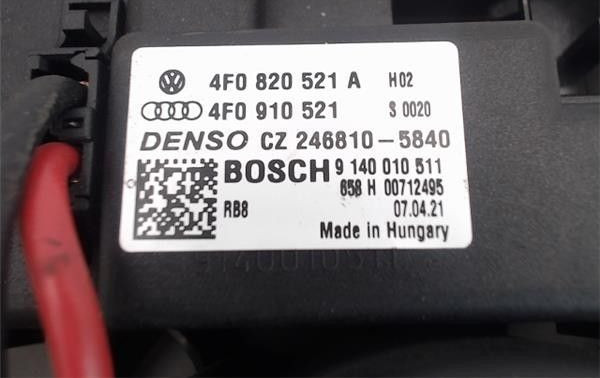 4F0 820 521 A H02
4F0 910 521 S 0020
DENSO CZ 246810-5840
BOSCH 9 140 010 511
658 H 00712495
RB8 07.04.21
Made in Hungary
9140010511